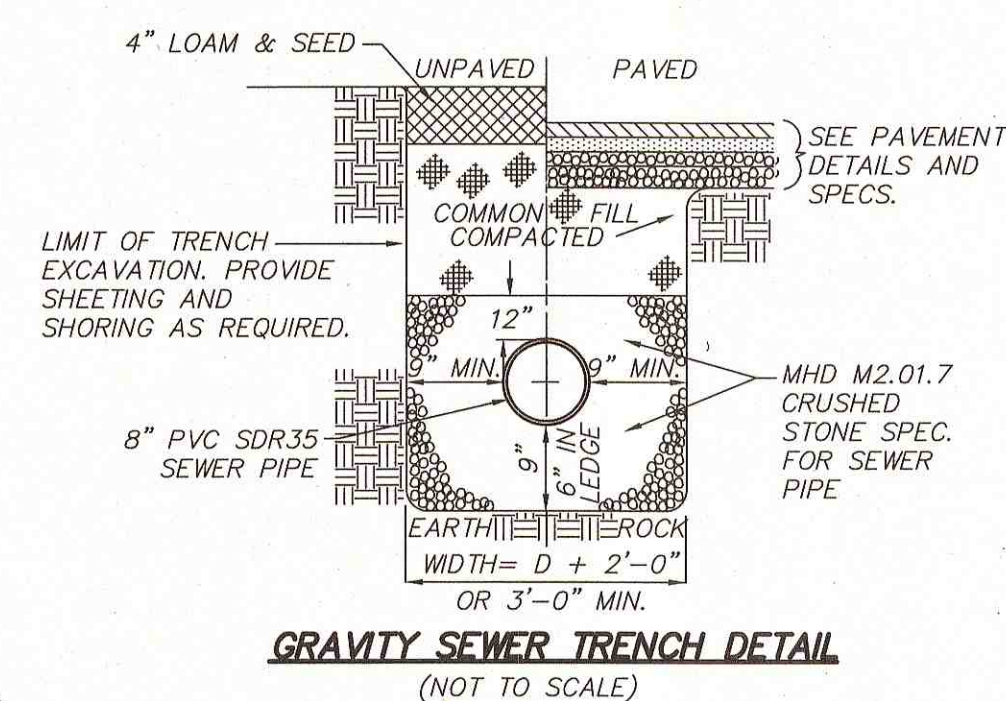 4" LOAM & SEED
UNPAVED
PAVED
SEE PAVEMENT
DETAILS AND
SPECS.
COMMON FILL
COMPACTED
LIMIT OF TRENCH
EXCAVATION. PROVIDE
SHEETING AND
SHORING AS REQUIRED.
12"
9" MIN.
9" MIN.
8" PVC SDR35
SEWER PIPE
9"
6" IN
LEDGE
MHD M2.01.7
CRUSHED
STONE SPEC.
FOR SEWER
PIPE
EARTH
ROCK
WIDTH= D + 2'-0"
OR 3'-0" MIN.
GRAVITY SEWER TRENCH DETAIL
(NOT TO SCALE)